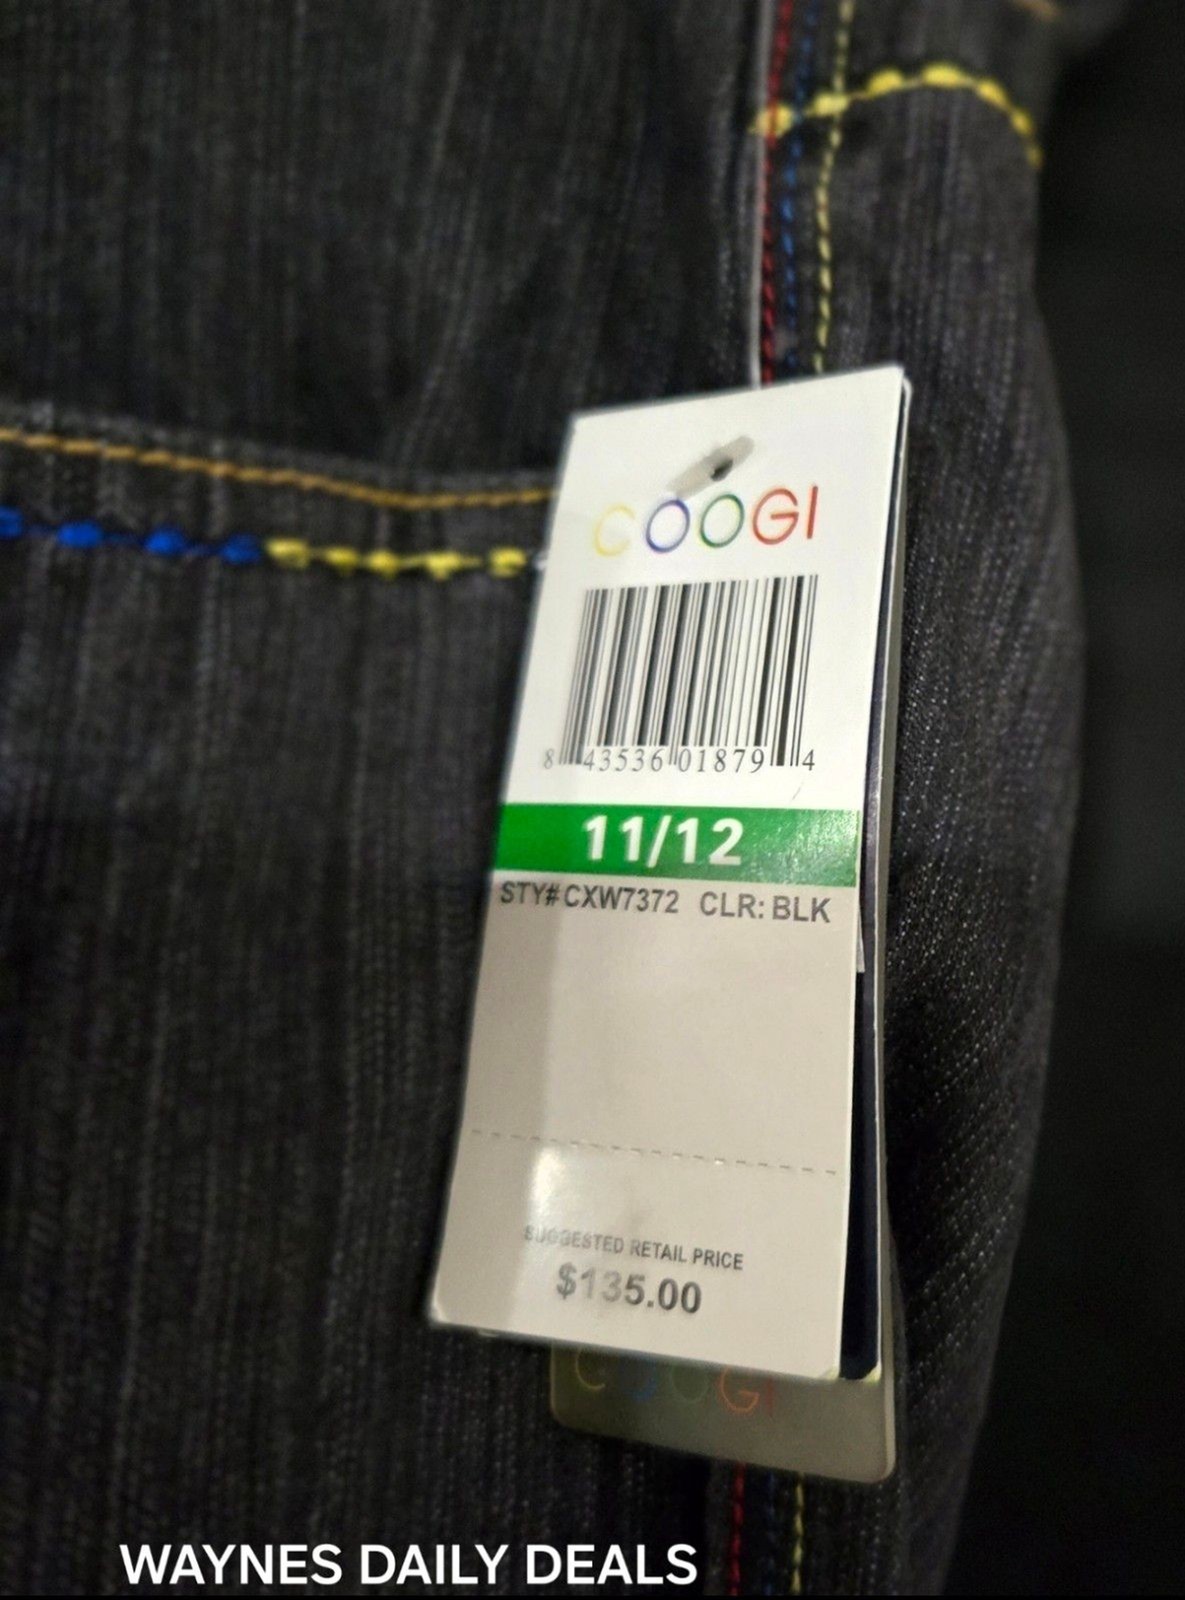 COOGI
8 43536 01879 4
11/12
STY# CXW7372 CLR: BLK
SUGGESTED RETAIL PRICE
$135.00
COOGI
WAYNES DAILY DEALS